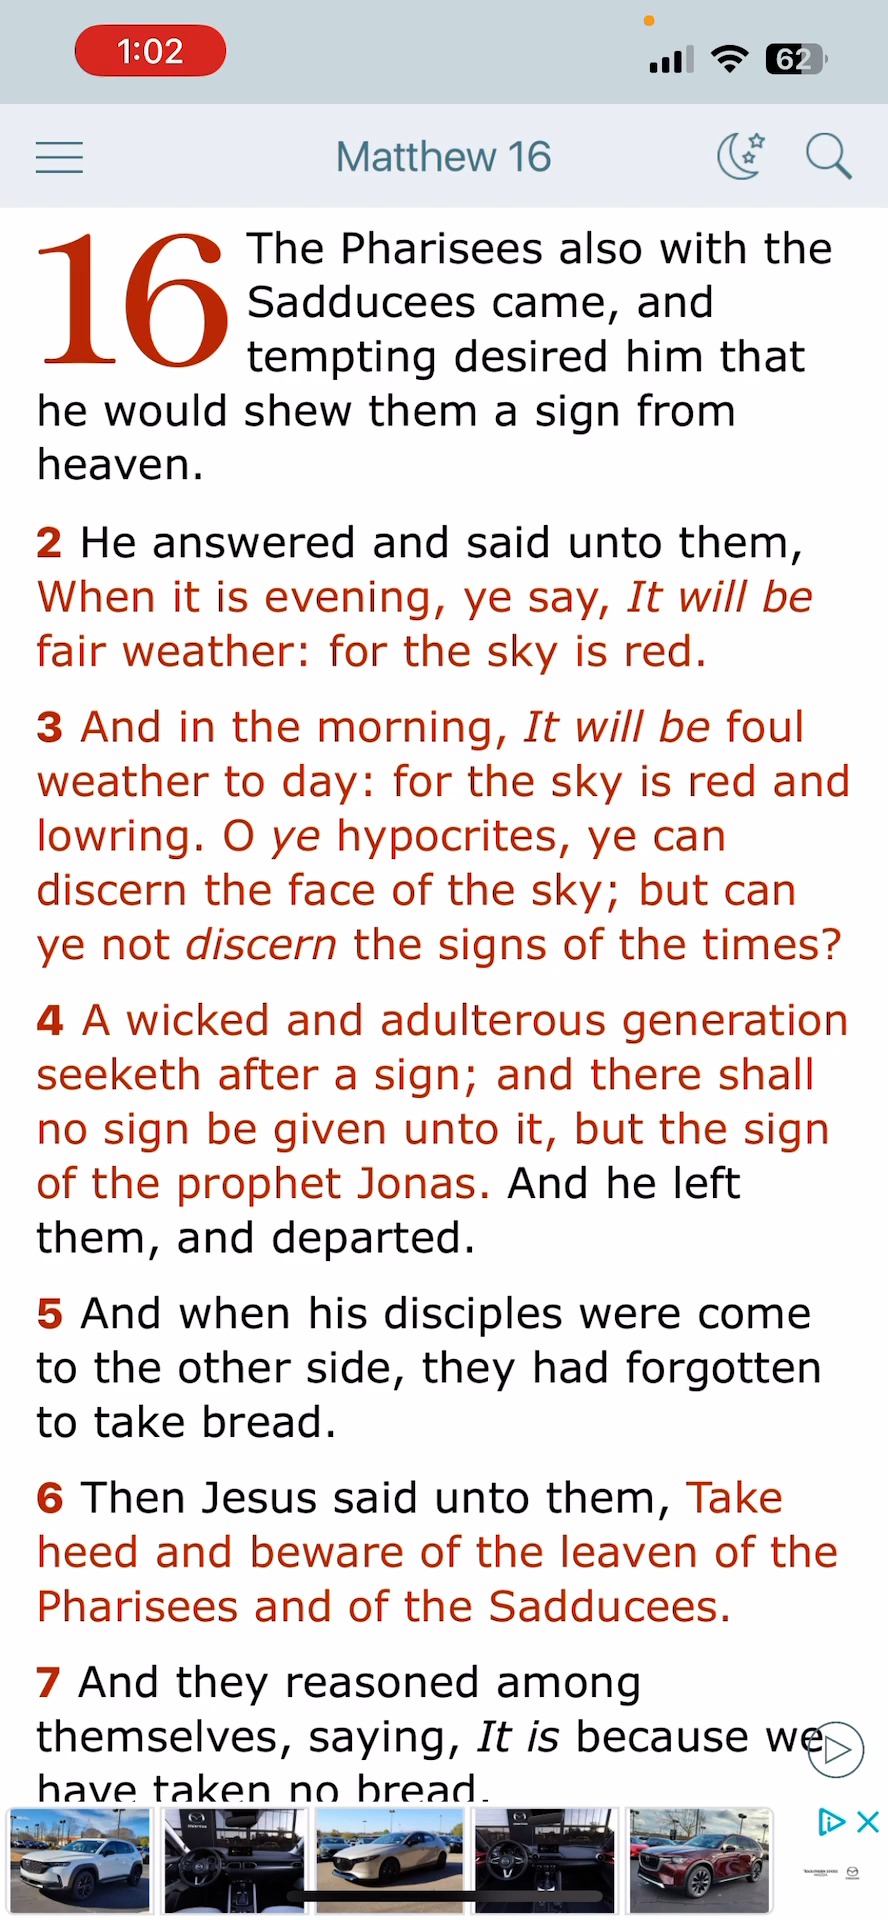 1:02
62
Matthew 16
16 The Pharisees also with the
Sadducees came, and
tempting desired him that
he would shew them a sign from
heaven.
2 He answered and said unto them,
When it is evening, ye say, It will be
fair weather: for the sky is red.
3 And in the morning, It will be foul
weather to day: for the sky is red and
lowring. O ye hypocrites, ye can
discern the face of the sky; but can
ye not discern the signs of the times?
4 A wicked and adulterous generation
seeketh after a sign; and there shall
no sign be given unto it, but the sign
of the prophet Jonas. And he left
them, and departed.
5 And when his disciples were come
to the other side, they had forgotten
to take bread.
6 Then Jesus said unto them, Take
heed and beware of the leaven of the
Pharisees and of the Sadducees.
7 And they reasoned among
themselves, saying, It is because we
have taken no bread.